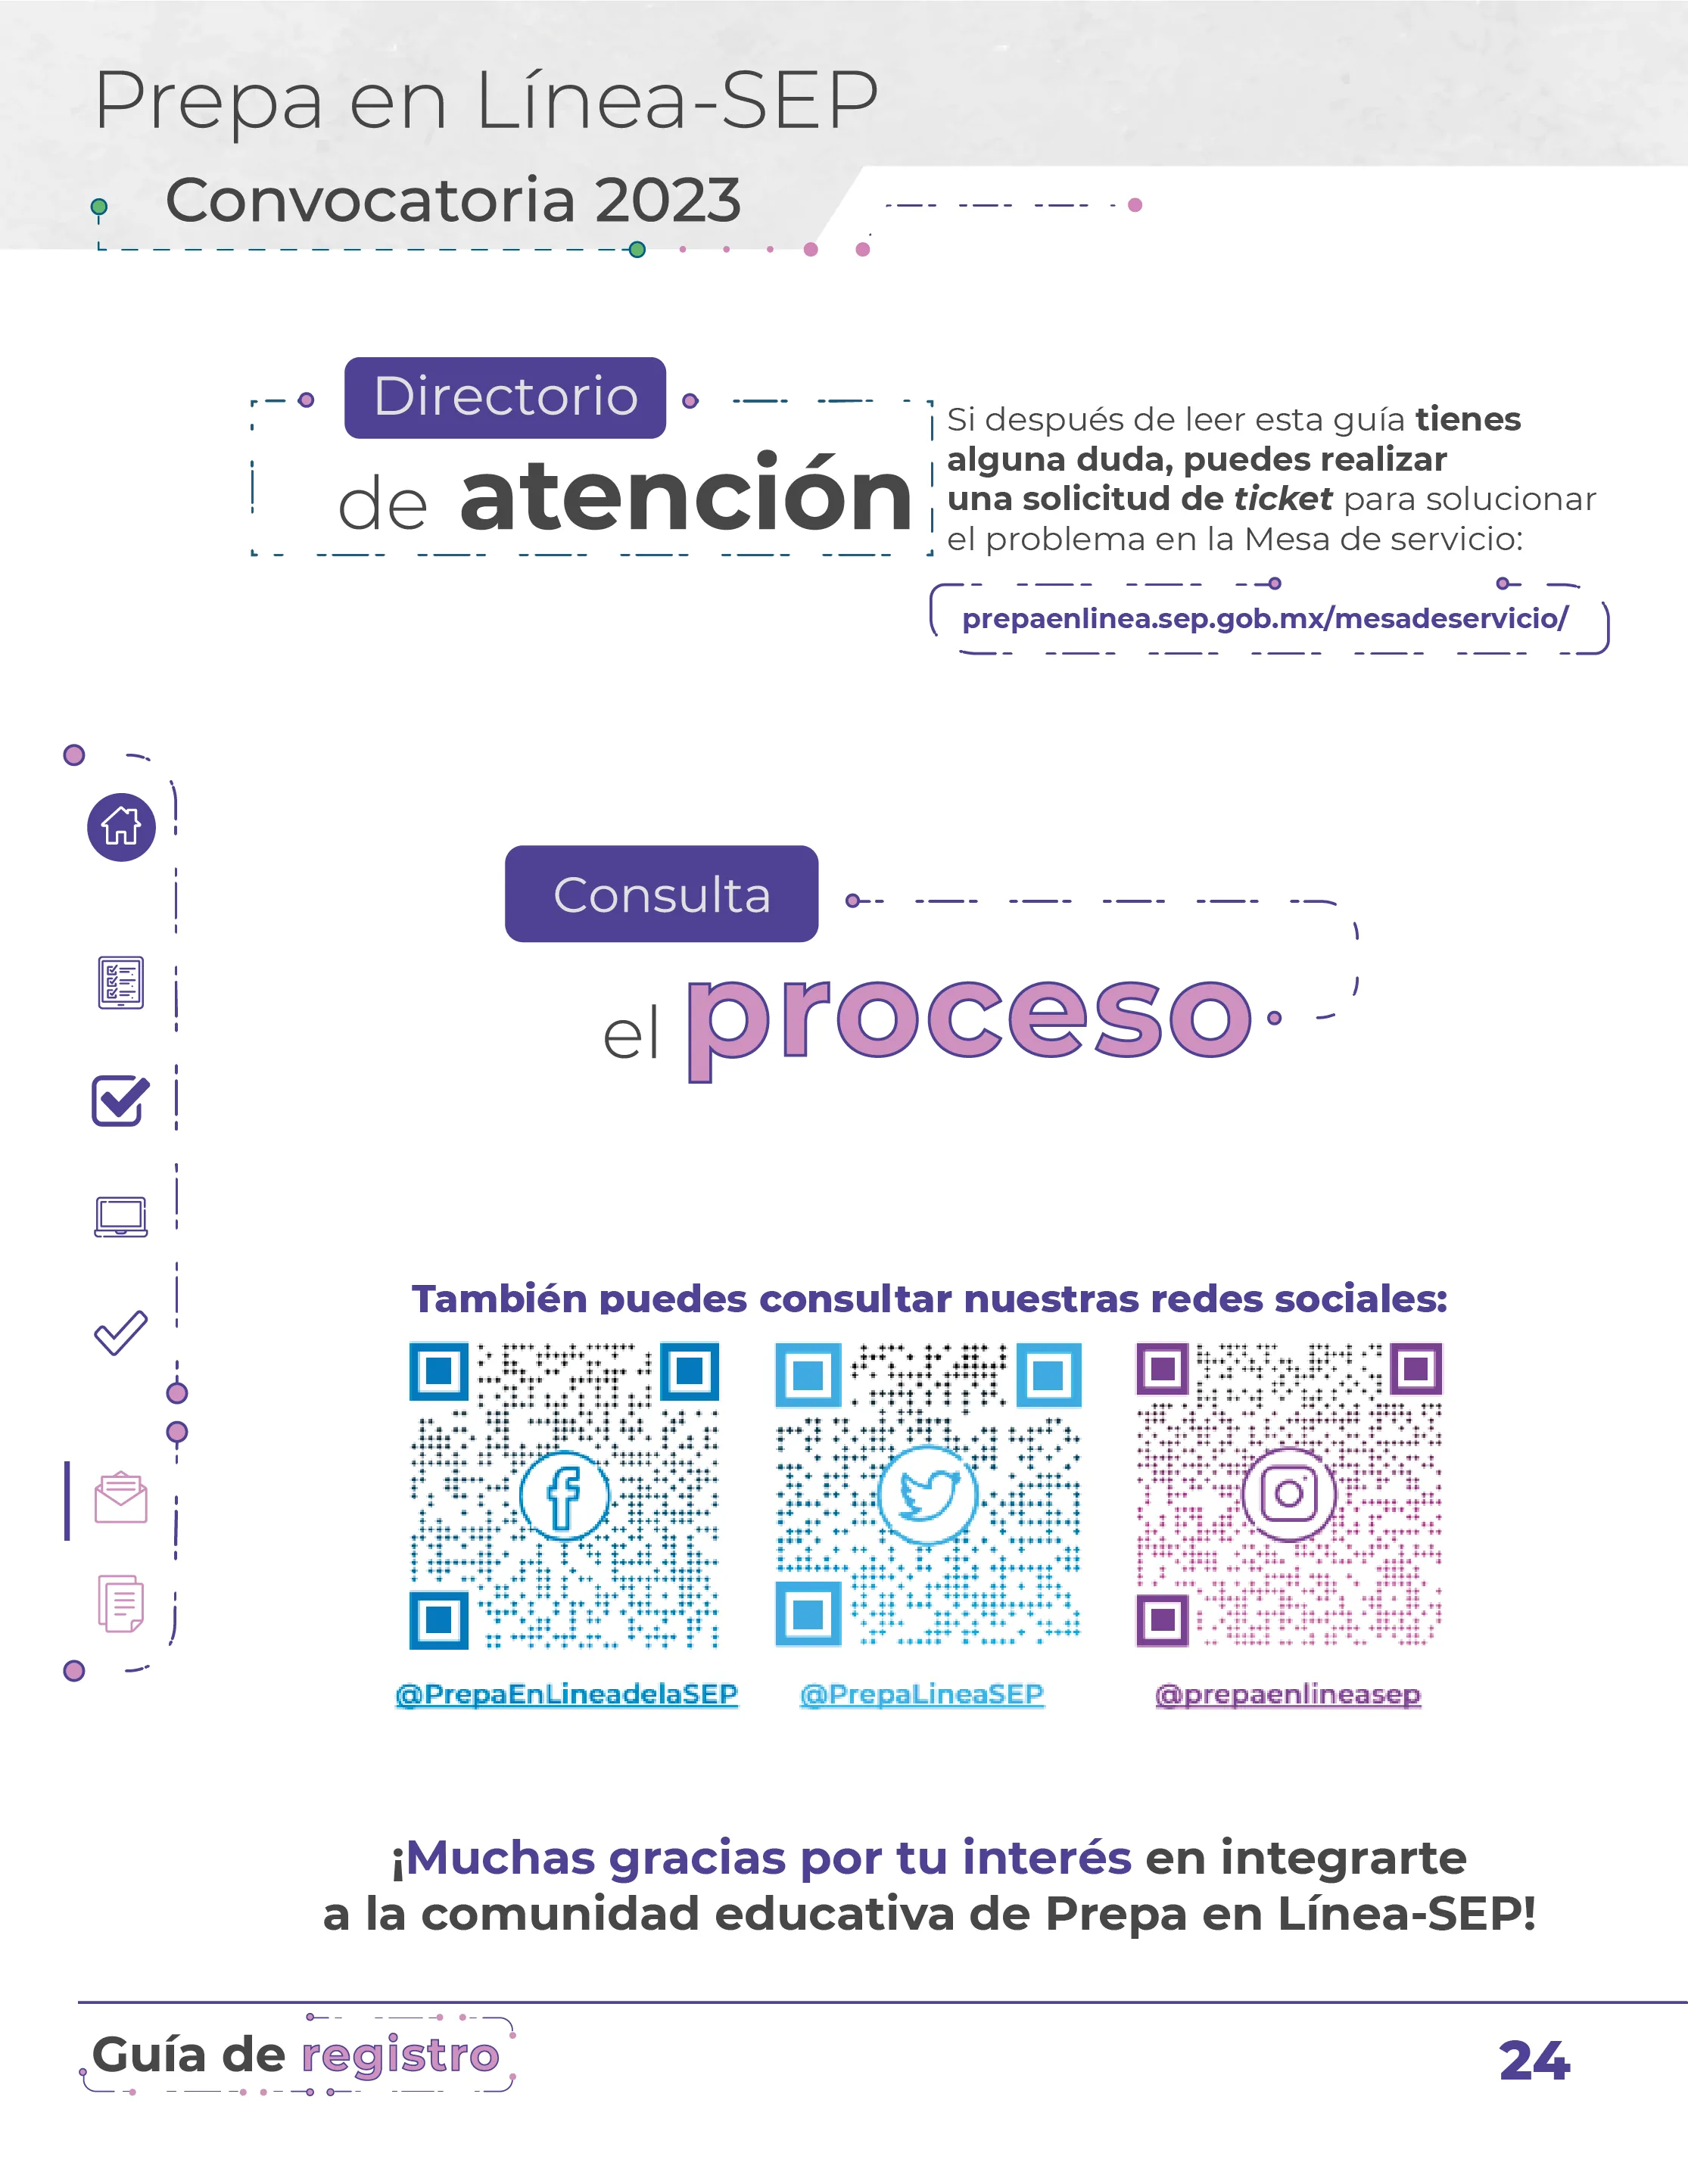 Prepa en Línea-SEP
Convocatoria 2023
Directorio
de atención
Si después de leer esta guía tienes
alguna duda, puedes realizar
una solicitud de ticket para solucionar
el problema en la Mesa de servicio:
prepaenlinea.sep.gob.mx/mesadeservicio/
Consulta
el proceso
También puedes consultar nuestras redes sociales:
@PrepaEnLineadelaSEP
@PrepaLineaSEP
@prepaenlineasep
¡Muchas gracias por tu interés en integrarte
a la comunidad educativa de Prepa en Línea-SEP!
Guía de registro
24